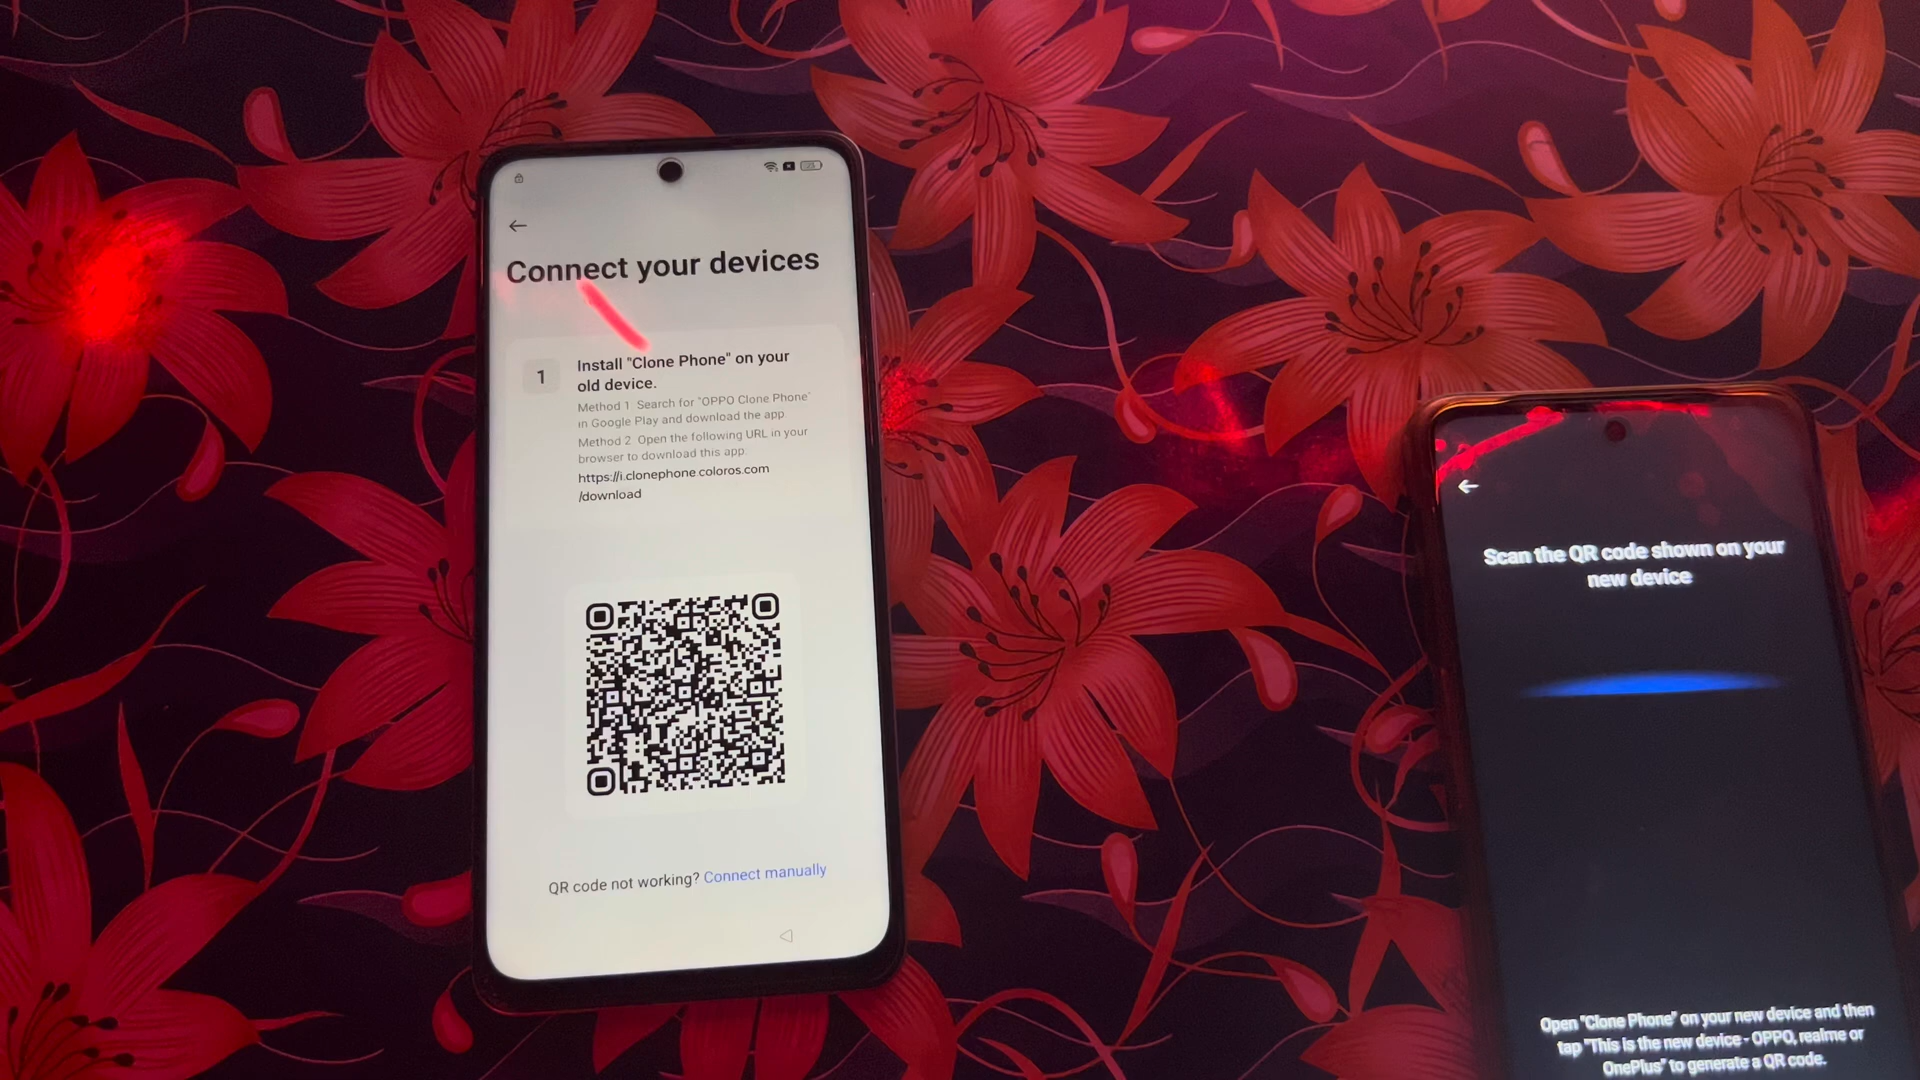 Connect your devices
1
Install "Clone Phone" on your
old device.
Method 1 Search for "OPPO Clone Phone"
in Google Play and download the app
Method 2 Open the following URL in your
browser to download this app:
https://i.clonephone.coloros.com
/download
QR code not working? Connect manually
Scan the QR code shown on your
new device
Open "Clone Phone" on your new device and then
tap "This is the new device - OPPO, realme or
OnePlus" to generate a QR code.